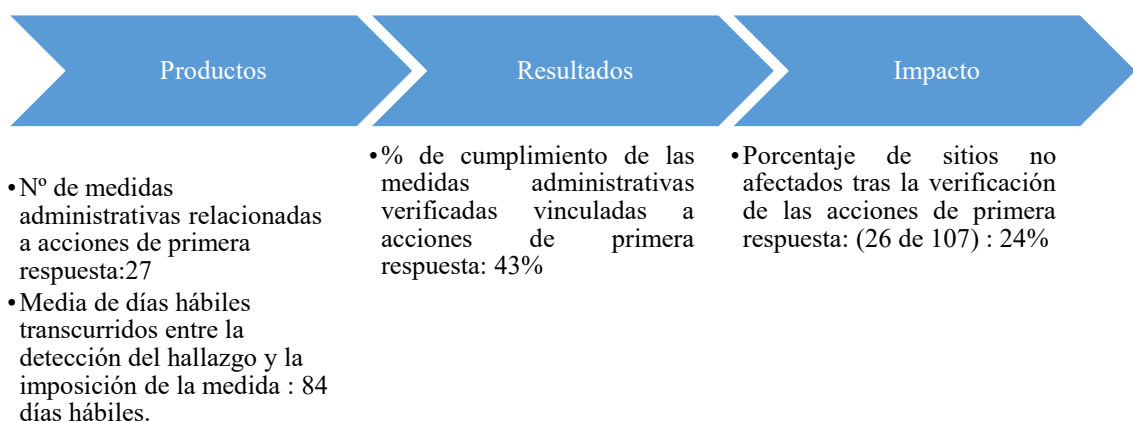 Productos
Resultados
Impacto
•Nº de medidas
administrativas relacionadas
a acciones de primera
respuesta:27
•Media de días hábiles
transcurridos entre la
detección del hallazgo y la
imposición de la medida : 84
días hábiles.
•% de cumplimiento de las
medidas administrativas
verificadas vinculadas a
acciones de primera
respuesta: 43%
•Porcentaje de sitios no
afectados tras la verificación
de las acciones de primera
respuesta: (26 de 107) : 24%